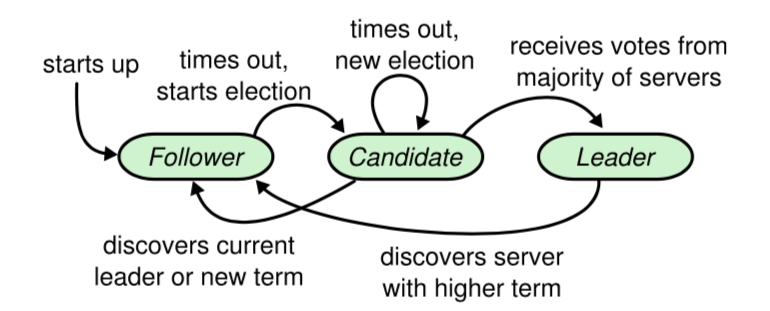 starts up
times out,
starts election
times out,
new election
receives votes from
majority of servers
Follower
Candidate
Leader
discovers current
leader or new term
discovers server
with higher term